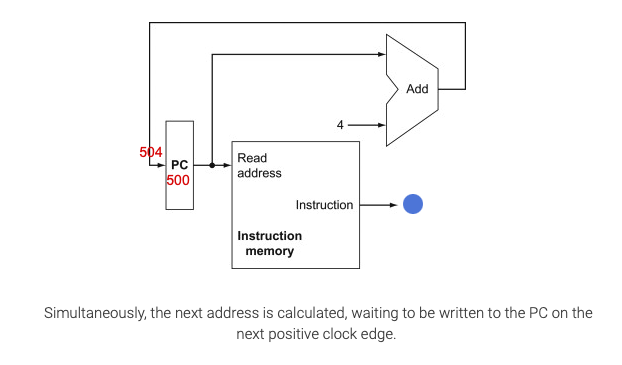 Add
4
504
PC
500
Read
address
Instruction
Instruction
memory
Simultaneously, the next address is calculated, waiting to be written to the PC on the
next positive clock edge.